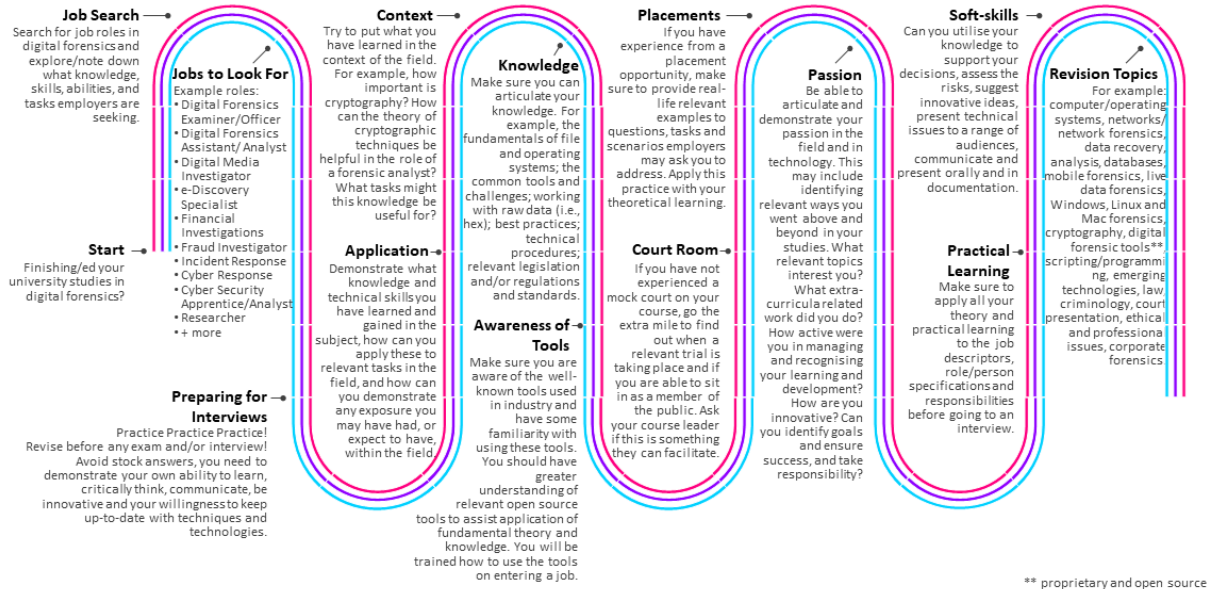 Job Search
Search for job roles in
digital forensics and
explore/note down
what knowledge,
skills, abilities, and
tasks employers are
seeking.
Jobs to Look For
Example roles:
• Digital Forensics
Examiner/Officer
• Digital Forensics
Assistant/ Analyst
• Digital Media
Investigator
• e-Discovery
Specialist
• Financial
Investigations
• Fraud Investigator
• Incident Response
• Cyber Response
• Cyber Security
Apprentice/Analyst
• Researcher
• + more
Start
Finishing/ed your
university studies in
digital forensics?
Preparing for
Interviews
Practice Practice Practice!
Revise before any exam and/or interview!
Avoid stock answers, you need to
demonstrate your own ability to learn,
critically think, communicate, be
innovative and your willingness to keep
up-to-date with techniques and
technologies.
Context
Try to put what you
have learned in the
context of the field.
For example, how
important is
cryptography? How
can the theory of
cryptographic
techniques be
helpful in the role of
a forensic analyst?
What tasks might
this knowledge be
useful for?
Application
Demonstrate what
knowledge and
technical skills you
have learned and
gained in the
subject, how can you
apply these to
relevant tasks in the
field, and how can
you demonstrate
any exposure you
may have had, or
expect to have,
within the field.
Knowledge
Make sure you can
articulate your
knowledge. For
example, the
fundamentals of file
and operating
systems; the
common tools and
challenges; working
with raw data (i.e.,
hex); best practices;
technical
procedures;
relevant legislation
and/or regulations
and standards.
Awareness of
Tools
Make sure you are
aware of the well-
known tools used
in industry and
have some
familiarity with
using these tools.
You should have
greater
understanding of
relevant open source
tools to assist application of
fundamental theory and
knowledge. You will be
trained how to use the tools
on entering a job.
Placements
If you have
experience from a
placement
opportunity, make
sure to provide real-
life relevant
examples to
questions, tasks and
scenarios employers
may ask you to
address. Apply this
practice with your
theoretical learning.
Court Room
If you have not
experienced a
mock court on your
course, go the
extra mile to find
out when a
relevant trial is
taking place and if
you are able to sit
in as a member of
the public. Ask
your course leader
if this is something
they can facilitate.
Passion
Be able to
articulate and
demonstrate your
passion in the
field and in
technology. This
may include
identifying
relevant ways you
went above and
beyond in your
studies. What
relevant topics
interest you?
What extra-
curricula related
work did you do?
How active were
you in managing
and recognising
your learning and
development?
How are you
innovative? Can
you identify goals
and ensure
success, and take
responsibility?
Soft-skills
Can you utilise your
knowledge to
support your
decisions, assess the
risks, suggest
innovative ideas,
present technical
issues to a range of
audiences,
communicate and
present orally and in
documentation.
Practical
Learning
Make sure to
apply all your
theory and
practical learning
to the job
descriptors,
role/person
specifications and
responsibilities
before going to an
interview.
Revision Topics
For example:
computer/operating
systems, networks/
network forensics,
data recovery,
analysis, databases,
mobile forensics, live
data forensics,
Windows, Linux and
Mac forensics,
cryptography, digital
forensic tools**
scripting/programmi
ng, emerging
technologies, law,
criminology, court
presentation, ethical
and professiona
issues, corporate
forensics.
** proprietary and open source